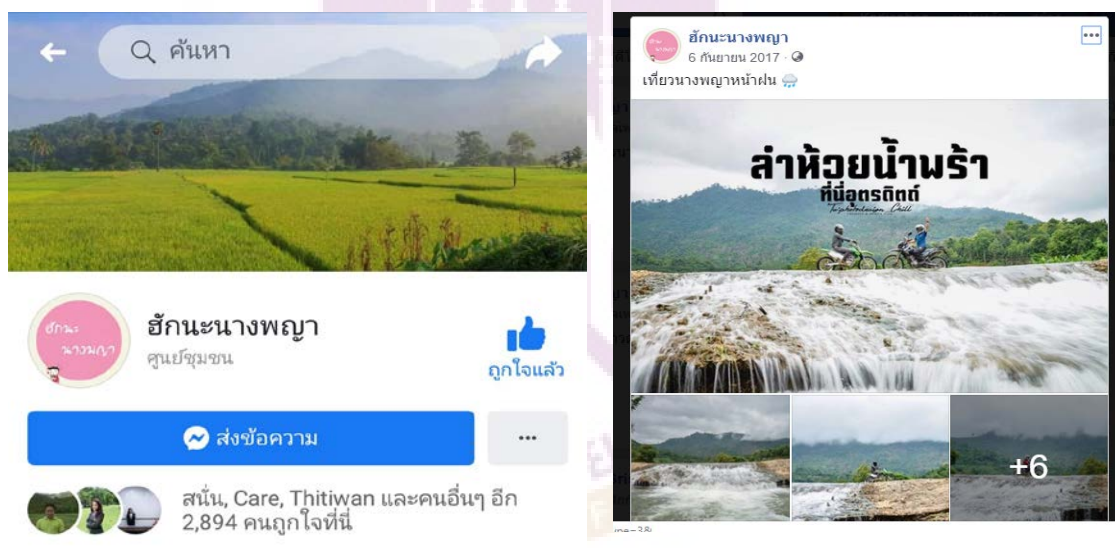 ค้นหา
ฮักนะ
นางพญา
ฮักนะนางพญา
ศูนย์ชุมชน
ถูกใจแล้ว
ส่งข้อความ
สนั่น, Care, Thitiwan และคนอื่นๆ อีก
2,894 คนถูกใจที่นี่
ฮักนะนางพญา
6 กันยายน 2017
เที่ยวนางพญาหน้าฝน
ลำห้วยน้ำพร้า
ที่นี่อุตรดิตถ์
+6